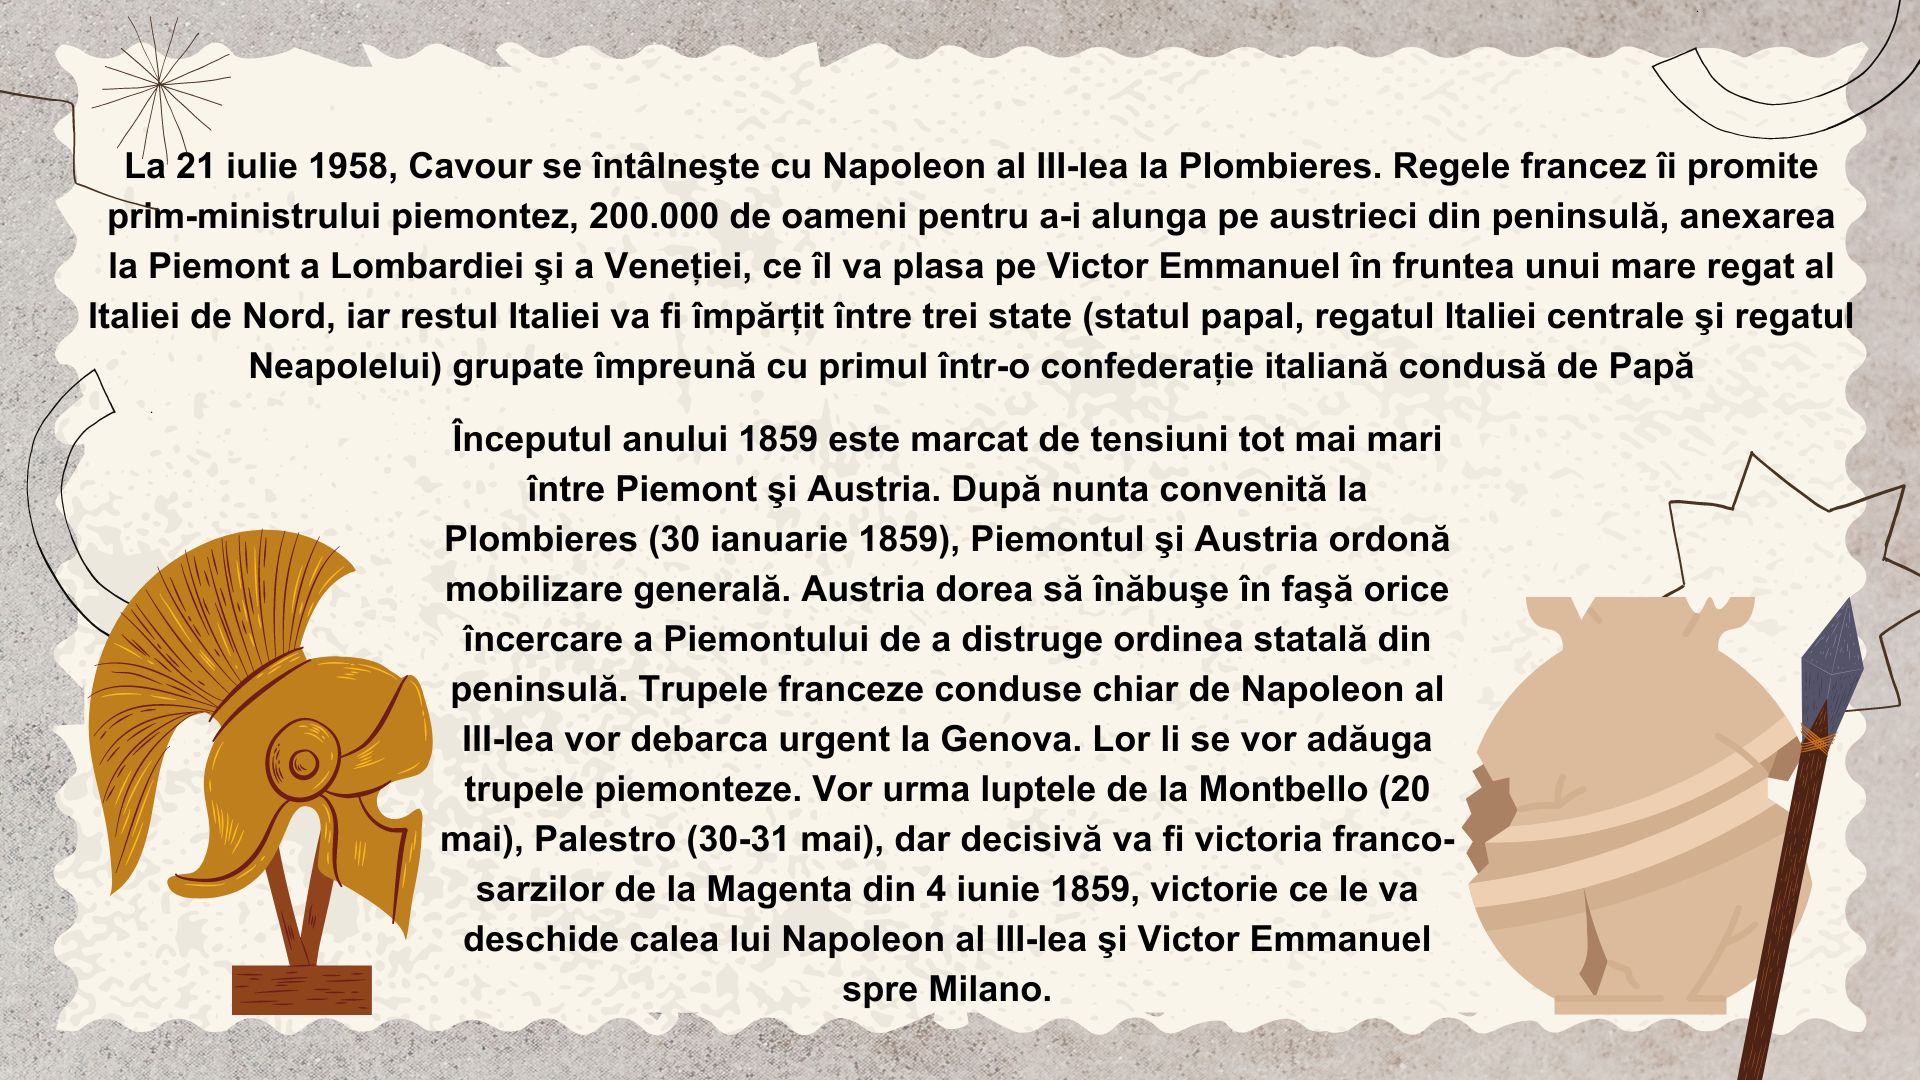 La 21 iulie 1958, Cavour se întâlneşte cu Napoleon al III-lea la Plombieres. Regele francez îi promite
prim-ministrului piemontez, 200.000 de oameni pentru a-i alunga pe austrieci din peninsulă, anexarea
la Piemont a Lombardiei şi a Veneției, ce îl va plasa pe Victor Emmanuel în fruntea unui mare regat al
Italiei de Nord, iar restul Italiei va fi împărțit între trei state (statul papal, regatul Italiei centrale şi regatul
Neapolelui) grupate împreună cu primul într-o confederație italiană condusă de Papă
Începutul anului 1859 este marcat de tensiuni tot mai mari
între Piemont şi Austria. După nunta convenită la
Plombieres (30 ianuarie 1859), Piemontul şi Austria ordonă
mobilizare generală. Austria dorea să înăbuşe în faşă orice
încercare a Piemontului de a distruge ordinea statală din
peninsulă. Trupele franceze conduse chiar de Napoleon al
III-lea vor debarca urgent la Genova. Lor li se vor adăuga
trupele piemonteze. Vor urma luptele de la Montbello (20
mai), Palestro (30-31 mai), dar decisivă va fi victoria franco-
sarzilor de la Magenta din 4 iunie 1859, victorie ce le va
deschide calea lui Napoleon al III-lea şi Victor Emmanuel
spre Milano.